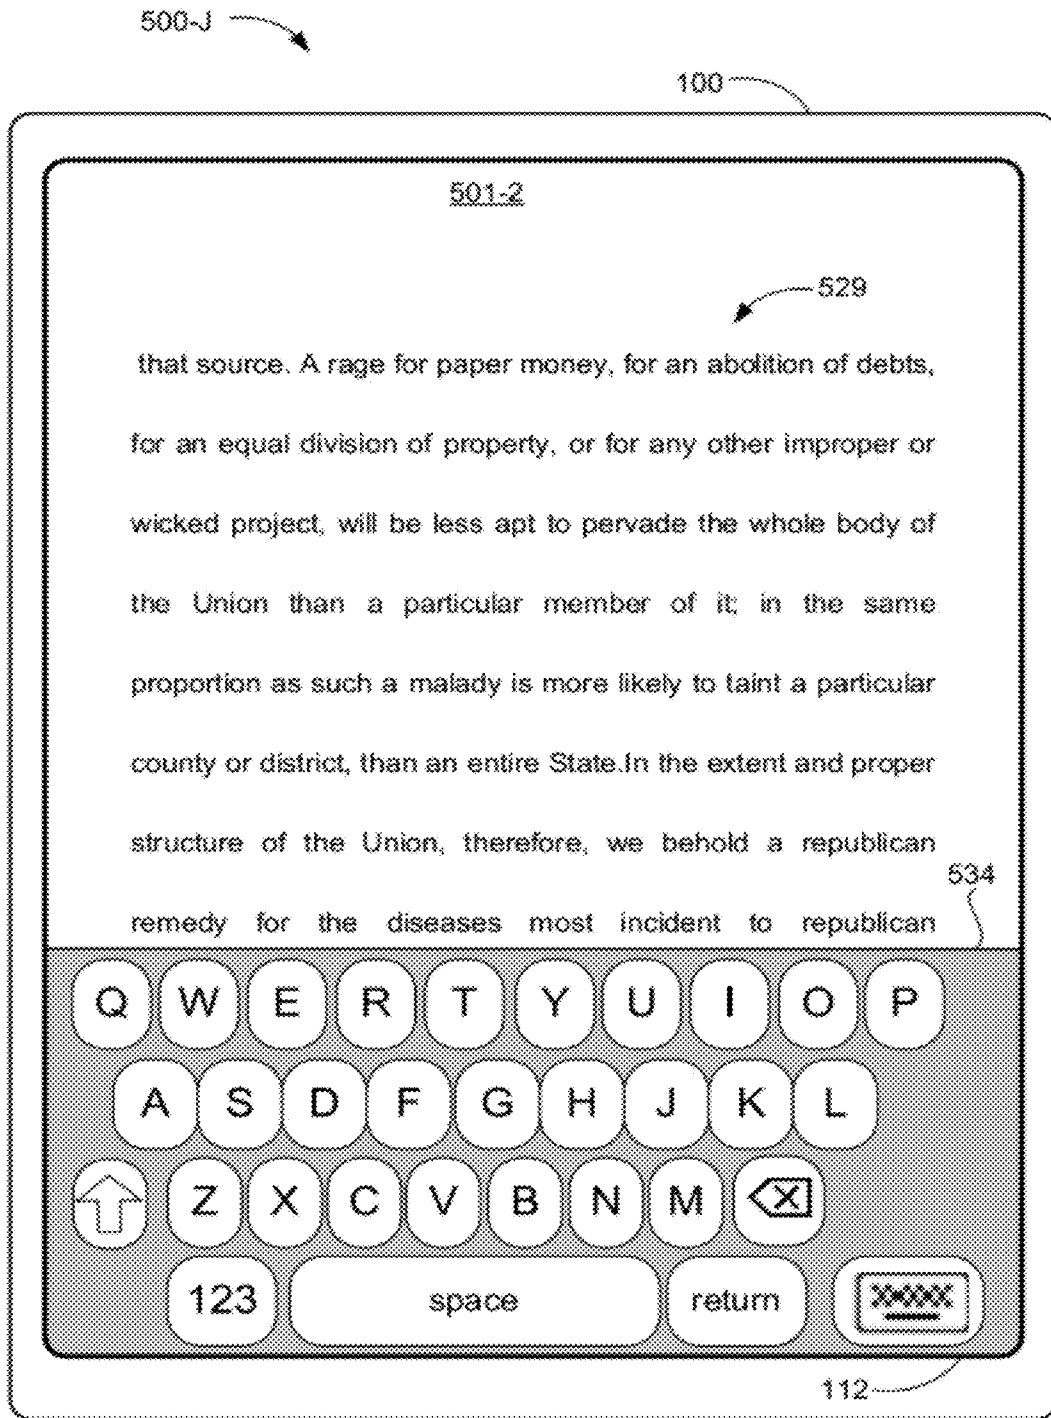 500-J
100
501-2
529
that source. A rage for paper money, for an abolition of debts,
for an equal division of property, or for any other improper or
wicked project, will be less apt to pervade the whole body of
the Union than a particular member of it; in the same
proportion as such a malady is more likely to taint a particular
county or district, than an entire State.In the extent and proper
structure of the Union, therefore, we behold a republican
534
remedy for the diseases most incident to republican
Q W E R T Y U I O P
A S D F G H J K L
Z X C V B N M X
123 space return
112